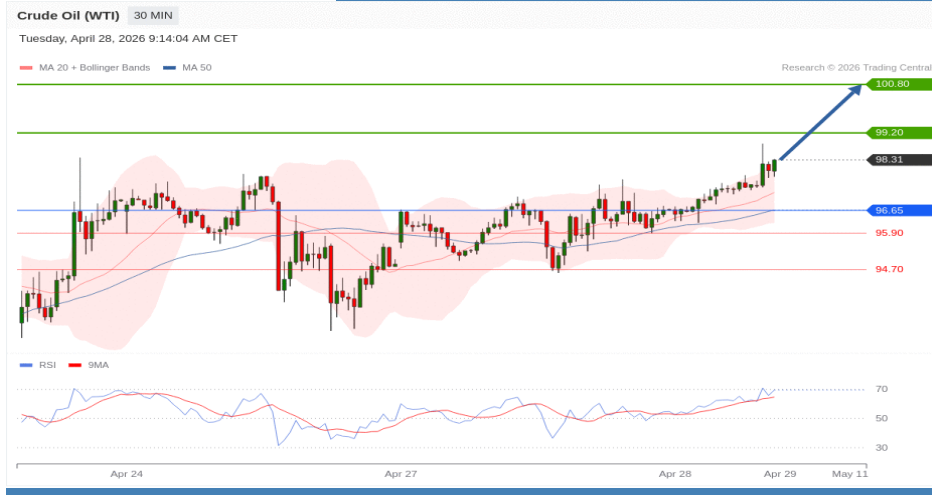 Crude Oil (WTI) 30 MIN
Tuesday, April 28, 2026 9:14:04 AM CET
MA 20 + Bollinger Bands MA 50 Research © 2026 Trading Central
100.80
99.20
98.31
96.65
95.90
94.70
RSI 9MA
70
50
30
Apr 24 Apr 27 Apr 28 Apr 29 May 11